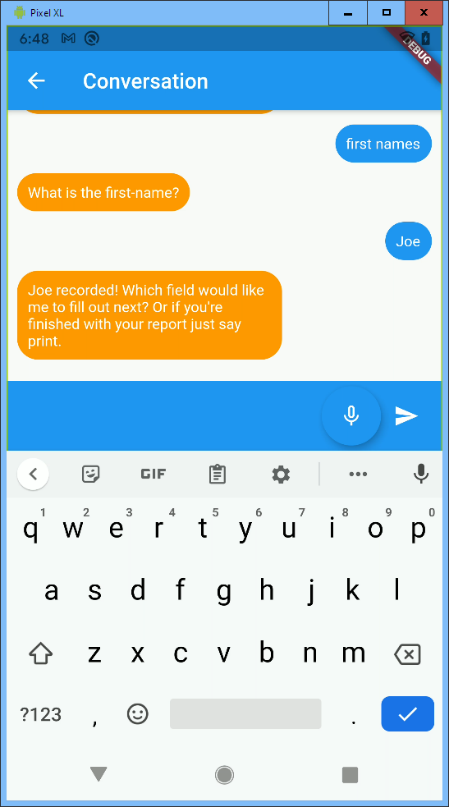 Pixel XL
6:48
DEBUG
Conversation
first names
What is the first-name?
Joe
Joe recorded! Which field would like
me to fill out next? Or if you're
finished with your report just say
print.
GIF
1 2 3 4 5 6 7 8 9 0
q w e r t y u i o p
a s d f g h j k l
z x c v b n m
?123 , .